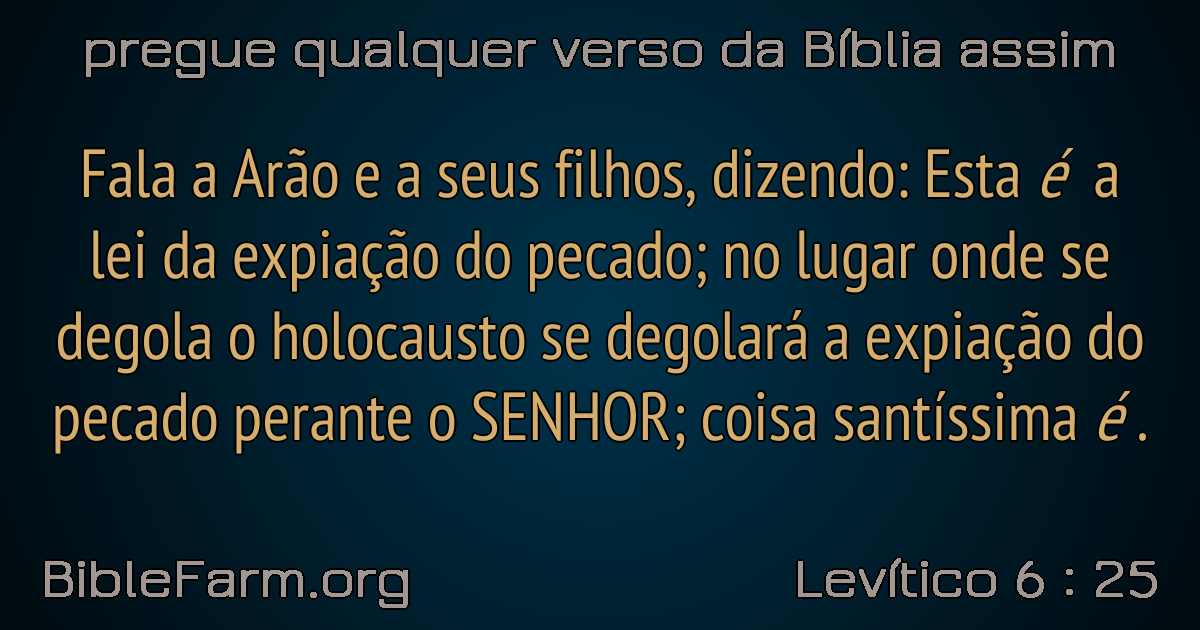 pregue qualquer verso da Bíblia assim
Fala a Arão e a seus filhos, dizendo: Esta é a
lei da expiação do pecado; no lugar onde se
degola o holocausto se degolará a expiação do
pecado perante o SENHOR; coisa santíssima é.
BibleFarm.org
Levítico 6 : 25